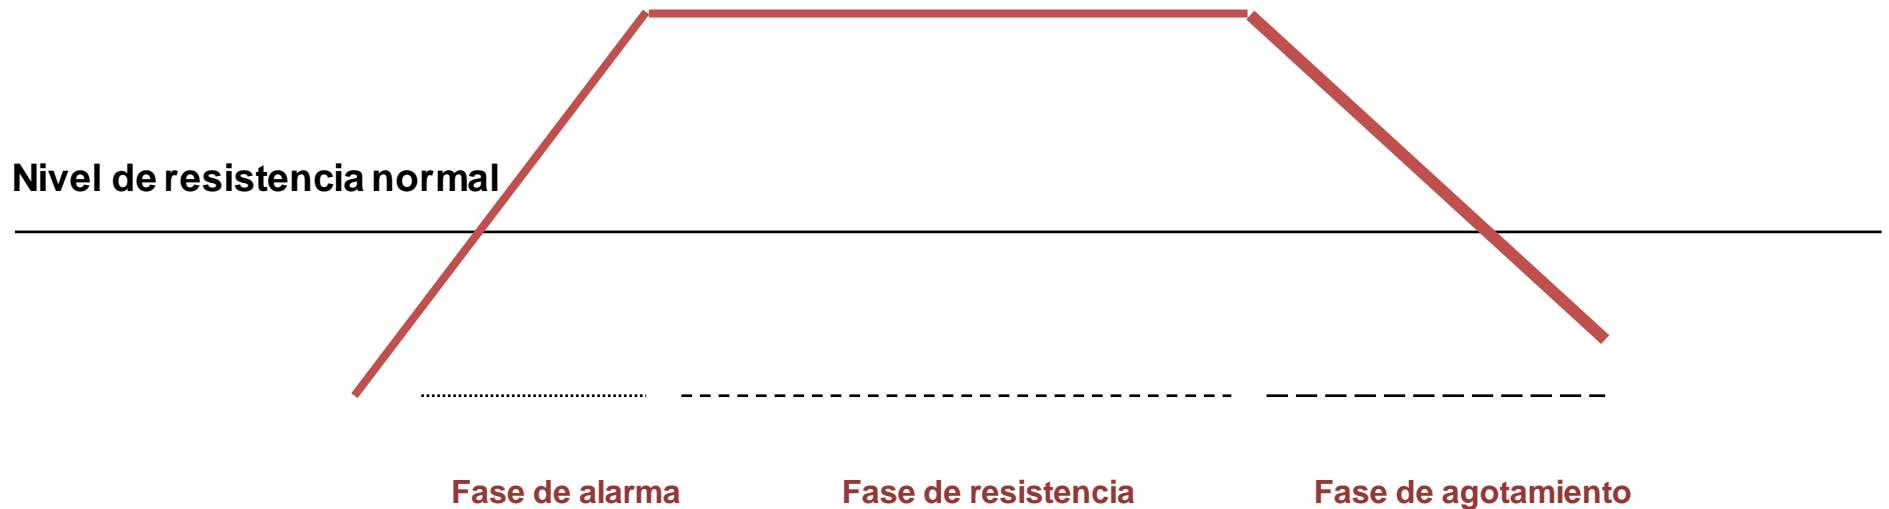 Nivel de resistencia normal
Fase de alarma
Fase de resistencia
Fase de agotamiento